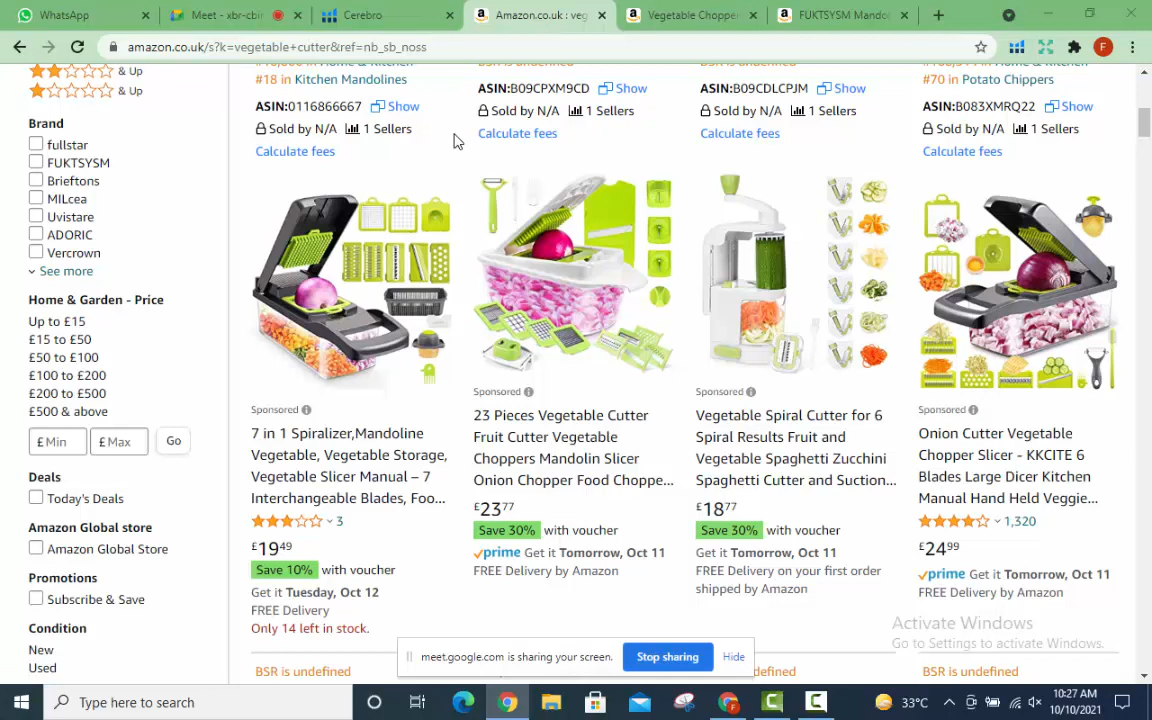 WhatsApp
Meet - xbr-cbir
Cerebro
Amazon.co.uk : veg
Vegetable Chopper
FUKTSYSM Mando
amazon.co.uk/s?k=vegetable+cutter&ref=nb_sb_noss
F
& Up
& Up
Brand
fullstar
FUKTSYSM
Brieftons
MILcea
Uvistare
ADORIC
Vercrown
See more
Home & Garden - Price
Up to £15
£15 to £50
£50 to £100
£100 to £200
£200 to £500
£500 & above
£ Min
£ Max
Go
Deals
Today's Deals
Amazon Global store
Amazon Global Store
Promotions
Subscribe & Save
Condition
New
Used
#18 in Kitchen Mandolines
ASIN:0116866667 Show
Sold by N/A 1 Sellers
Calculate fees
ASIN:B09CPXM9CD Show
Sold by N/A 1 Sellers
Calculate fees
ASIN:B09CDLCPJM Show
Sold by N/A 1 Sellers
Calculate fees
#70 in Potato Chippers
ASIN:B083XMRQ22 Show
Sold by N/A 1 Sellers
Calculate fees
Sponsored
7 in 1 Spiralizer,Mandoline
Vegetable, Vegetable Storage,
Vegetable Slicer Manual – 7
Interchangeable Blades, Foo...
3
£19.49
Save 10% with voucher
Get it Tuesday, Oct 12
FREE Delivery
Only 14 left in stock.
BSR is undefined
Sponsored
23 Pieces Vegetable Cutter
Fruit Cutter Vegetable
Choppers Mandolin Slicer
Onion Chopper Food Choppe...
£23.77
Save 30% with voucher
prime Get it Tomorrow, Oct 11
FREE Delivery by Amazon
Sponsored
Vegetable Spiral Cutter for 6
Spiral Results Fruit and
Vegetable Spaghetti Zucchini
Spaghetti Cutter and Suction...
£18.77
Save 30% with voucher
Get it Tomorrow, Oct 11
FREE Delivery on your first order
shipped by Amazon
Sponsored
Onion Cutter Vegetable
Chopper Slicer - KKCITE 6
Blades Large Dicer Kitchen
Manual Hand Held Veggie...
1,320
£24.99
prime Get it Tomorrow, Oct 11
FREE Delivery by Amazon
BSR is undefined
Activate Windows
Go to Settings to activate Windows.
meet.google.com is sharing your screen.
Stop sharing
Hide
Type here to search
33°C
10:27 AM
10/10/2021